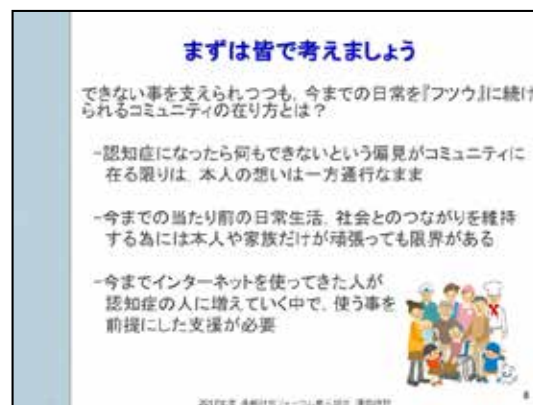 まずは皆で考えましょう
できない事を支えられつつも、今までの日常を『フツウ』に続け
られるコミュニティの在り方とは？
-認知症になったら何もできないという偏見がコミュニティに
在る限りは、本人の想いは一方通行なまま
-今までの当たり前の日常生活、社会とのつながりを維持
する為には本人や家族だけが頑張っても限界がある
-今までインターネットを使ってきた人が
認知症の人に増えていく中で、使う事を
前提にした支援が必要
8